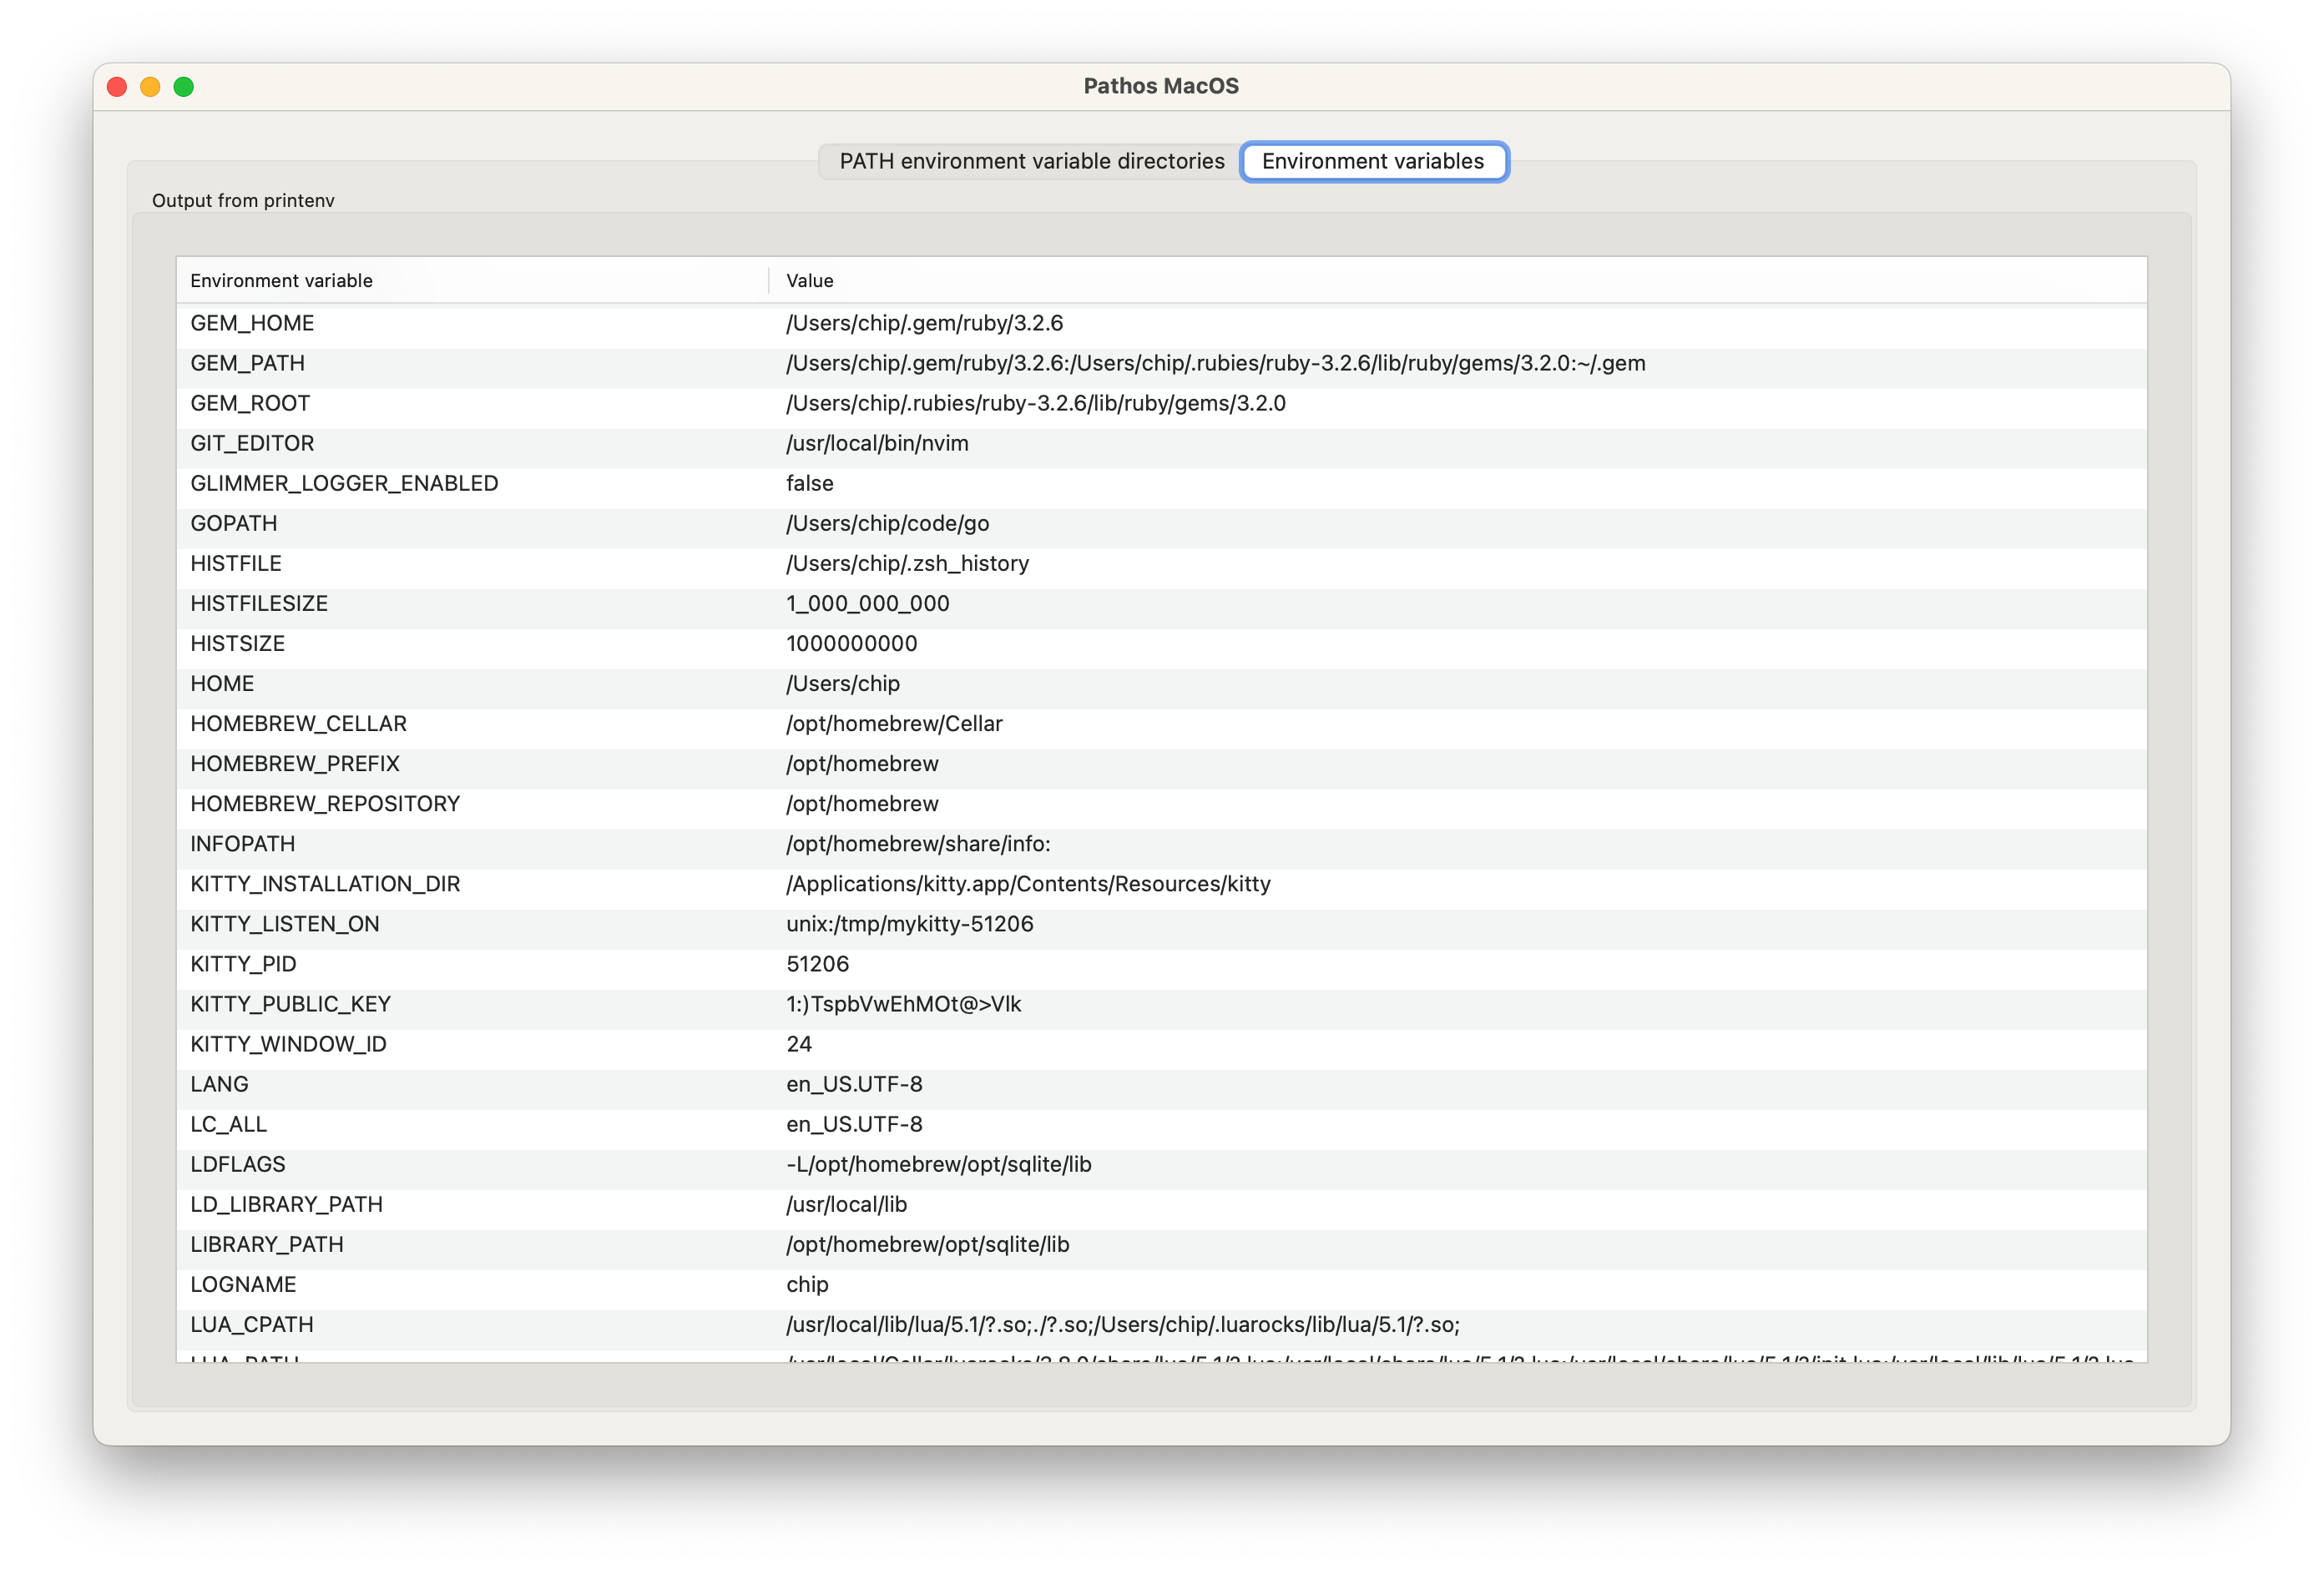 Pathos MacOS
PATH environment variable directories Environment variables
Output from printenv
Environment variable Value
GEM_HOME /Users/chip/.gem/ruby/3.2.6
GEM_PATH /Users/chip/.gem/ruby/3.2.6:/Users/chip/.rubies/ruby-3.2.6/lib/ruby/gems/3.2.0:~/.gem
GEM_ROOT /Users/chip/.rubies/ruby-3.2.6/lib/ruby/gems/3.2.0
GIT_EDITOR /usr/local/bin/nvim
GLIMMER_LOGGER_ENABLED false
GOPATH /Users/chip/code/go
HISTFILE /Users/chip/.zsh_history
HISTFILESIZE 1_000_000_000
HISTSIZE 1000000000
HOME /Users/chip
HOMEBREW_CELLAR /opt/homebrew/Cellar
HOMEBREW_PREFIX /opt/homebrew
HOMEBREW_REPOSITORY /opt/homebrew
INFOPATH /opt/homebrew/share/info:
KITTY_INSTALLATION_DIR /Applications/kitty.app/Contents/Resources/kitty
KITTY_LISTEN_ON unix:/tmp/mykitty-51206
KITTY_PID 51206
KITTY_PUBLIC_KEY 1:)TspbVwEhMOt@>Vlk
KITTY_WINDOW_ID 24
LANG en_US.UTF-8
LC_ALL en_US.UTF-8
LDFLAGS -L/opt/homebrew/opt/sqlite/lib
LD_LIBRARY_PATH /usr/local/lib
LIBRARY_PATH /opt/homebrew/opt/sqlite/lib
LOGNAME chip
LUA_CPATH /usr/local/lib/lua/5.1/?.so;./?.so;/Users/chip/.luarocks/lib/lua/5.1/?.so;
LUA_PATH